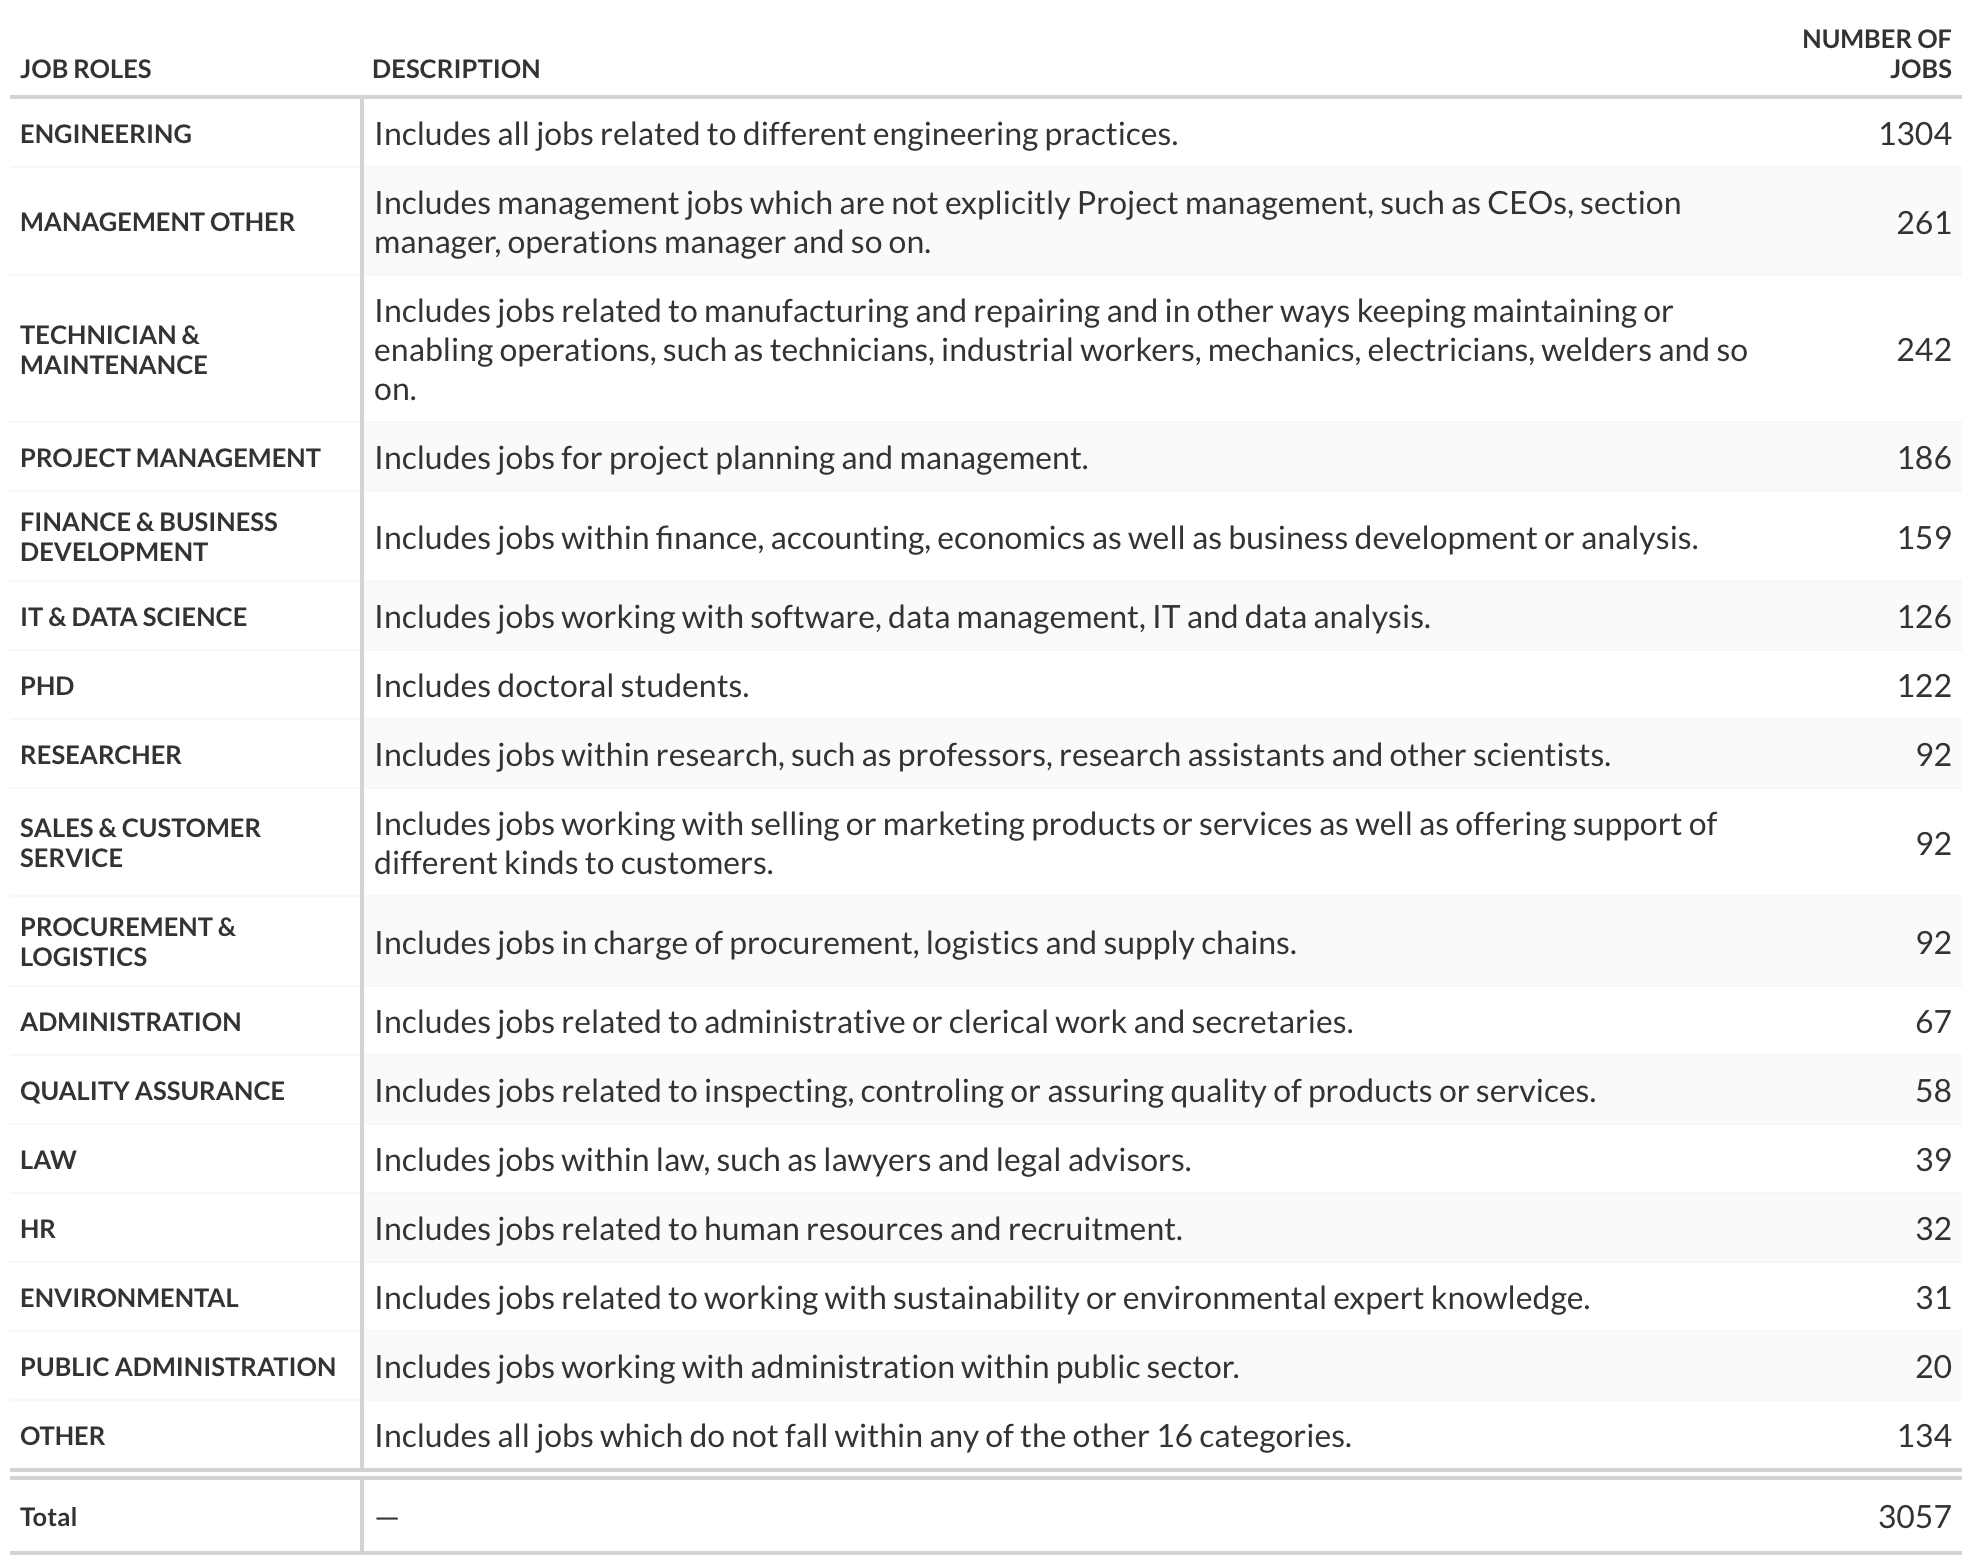 JOB ROLES DESCRIPTION NUMBER OF
JOBS
ENGINEERING Includes all jobs related to different engineering practices. 1304
MANAGEMENT OTHER Includes management jobs which are not explicitly Project management, such as CEOs, section
manager, operations manager and so on. 261
TECHNICIAN &
MAINTENANCE Includes jobs related to manufacturing and repairing and in other ways keeping maintaining or
enabling operations, such as technicians, industrial workers, mechanics, electricians, welders and so
on. 242
PROJECT MANAGEMENT Includes jobs for project planning and management. 186
FINANCE & BUSINESS
DEVELOPMENT Includes jobs within finance, accounting, economics as well as business development or analysis. 159
IT & DATA SCIENCE Includes jobs working with software, data management, IT and data analysis. 126
PHD Includes doctoral students. 122
RESEARCHER Includes jobs within research, such as professors, research assistants and other scientists. 92
SALES & CUSTOMER
SERVICE Includes jobs working with selling or marketing products or services as well as offering support of
different kinds to customers. 92
PROCUREMENT &
LOGISTICS Includes jobs in charge of procurement, logistics and supply chains. 92
ADMINISTRATION Includes jobs related to administrative or clerical work and secretaries. 67
QUALITY ASSURANCE Includes jobs related to inspecting, controling or assuring quality of products or services. 58
LAW Includes jobs within law, such as lawyers and legal advisors. 39
HR Includes jobs related to human resources and recruitment. 32
ENVIRONMENTAL Includes jobs related to working with sustainability or environmental expert knowledge. 31
PUBLIC ADMINISTRATION Includes jobs working with administration within public sector. 20
OTHER Includes all jobs which do not fall within any of the other 16 categories. 134
Total — 3057